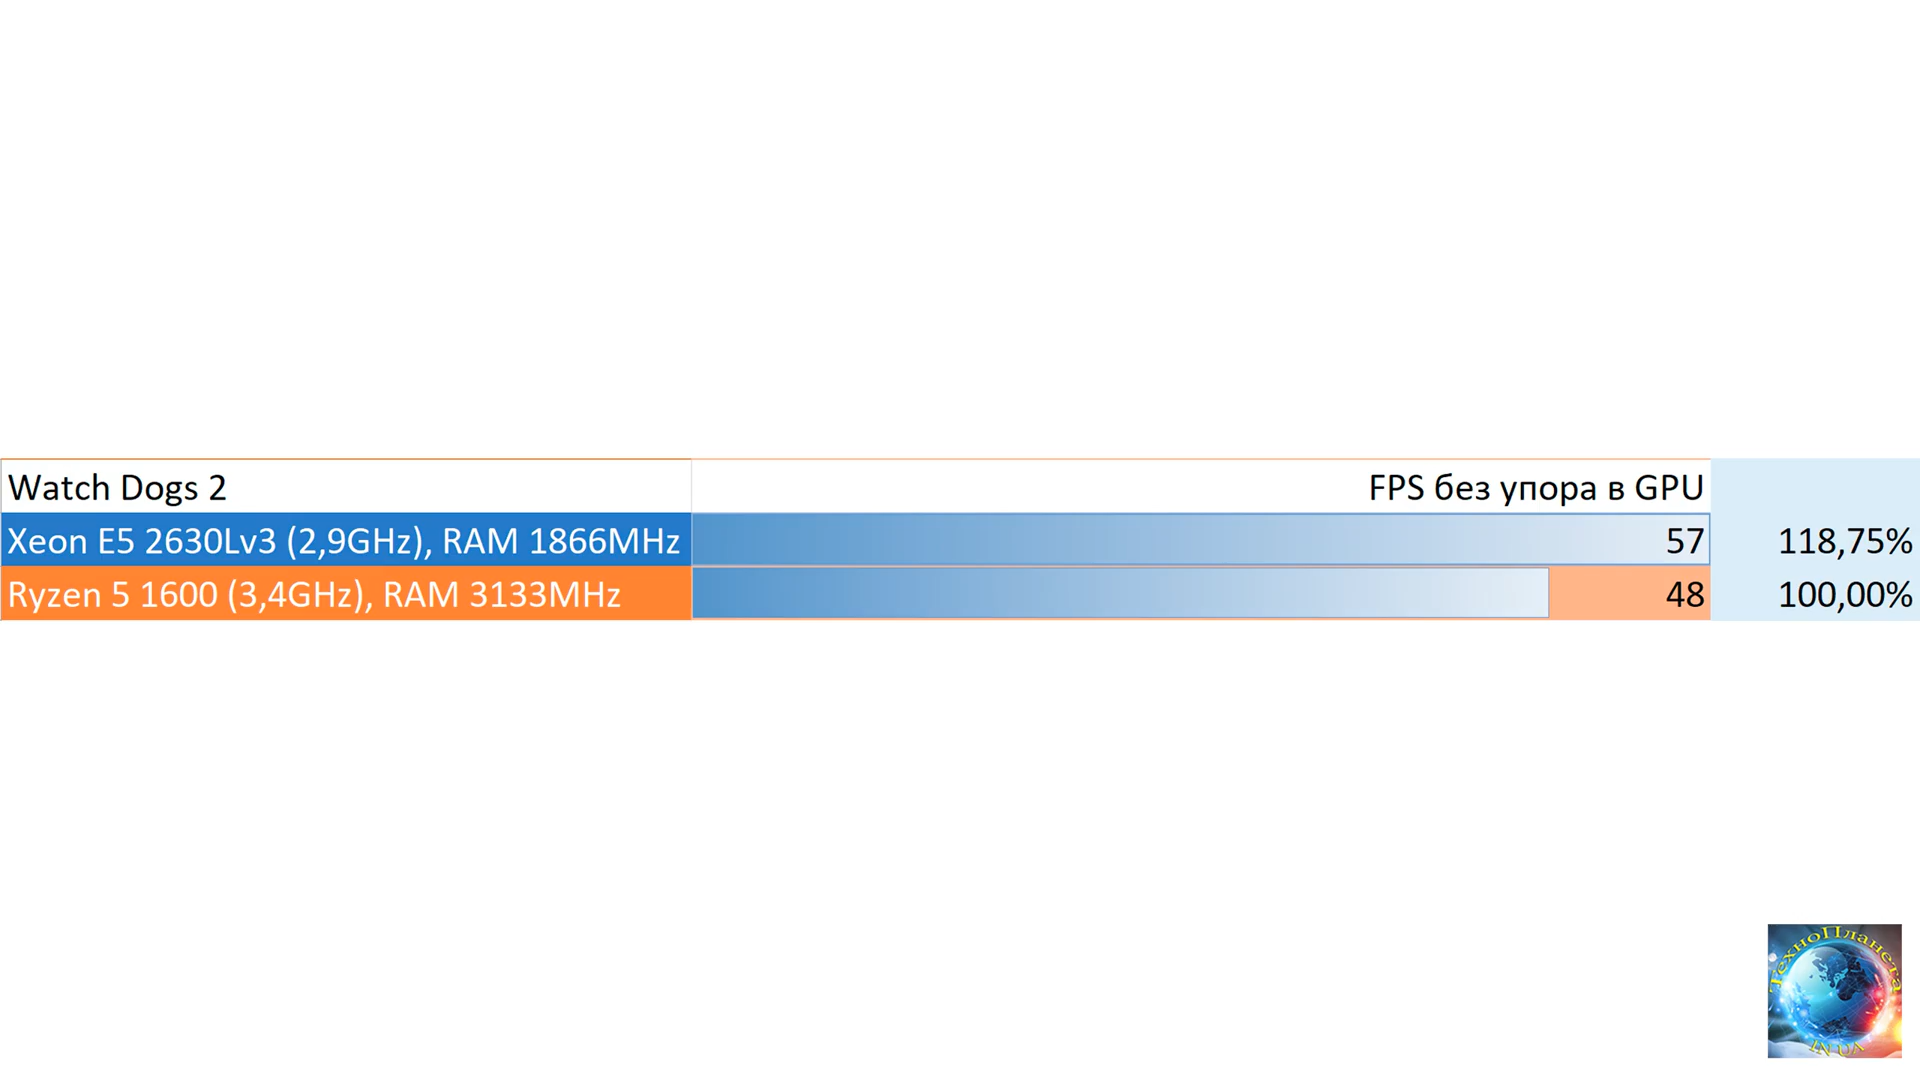 Watch Dogs 2 FPS без упора в GPU
Xeon E5 2630Lv3 (2,9GHz), RAM 1866MHz 57 118,75%
Ryzen 5 1600 (3,4GHz), RAM 3133MHz 48 100,00%
ТехноПланета
IN UA